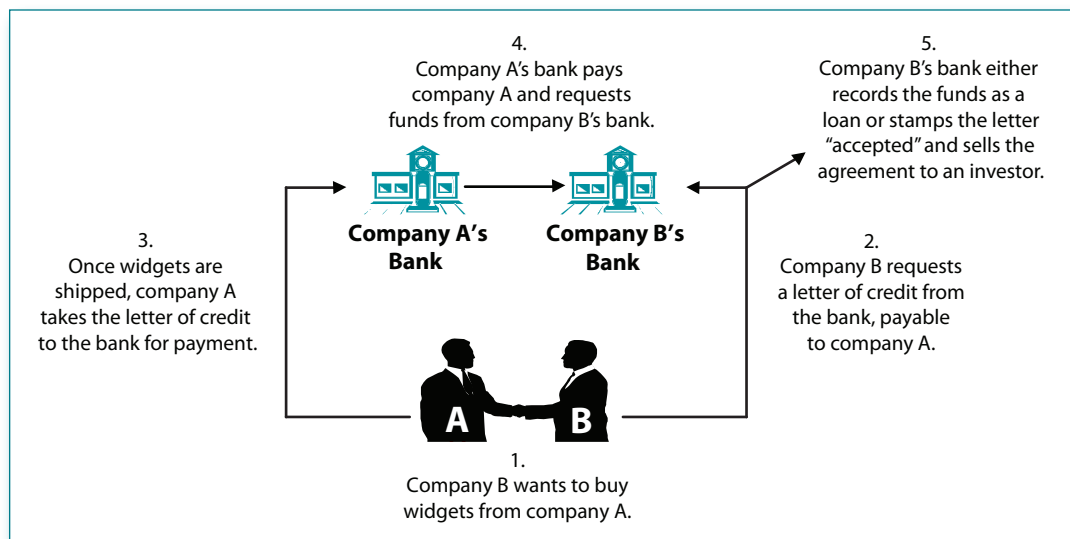 4.
Company A’s bank pays
company A and requests
funds from company B’s bank.
5.
Company B’s bank either
records the funds as a
loan or stamps the letter
“accepted” and sells the
agreement to an investor.
Company A’s
Bank
Company B’s
Bank
3.
Once widgets are
shipped, company A
takes the letter of credit
to the bank for payment.
2.
Company B requests
a letter of credit from
the bank, payable
to company A.
A
B
1.
Company B wants to buy
widgets from company A.